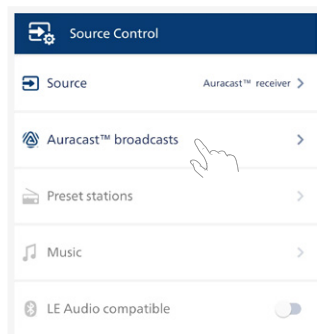 Source Control
Source Auracast™ receiver
Auracast™ broadcasts
Preset stations
Music
LE Audio compatible